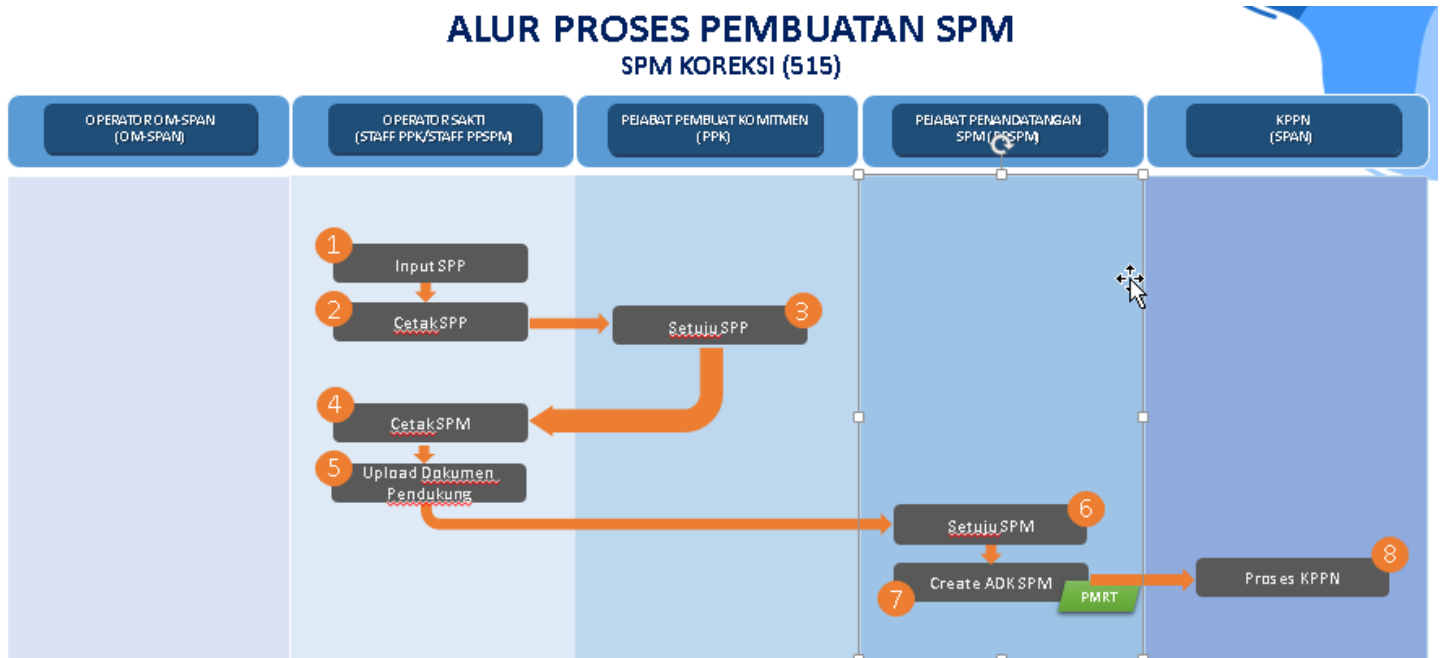 ALUR PROSES PEMBUATAN SPM
SPM KOREKSI (515)
OPERATOR OM-SPAN
(OM-SPAN)
OPERATOR SAKTI
(STAFF PPK/STAFF PPSPM)
PEJABAT PEMBUAT KOMITMEN
(PPK)
PEJABAT PENANDATANGAN
SPM (PPSPM)
KPPN
(SPAN)
1
Input SPP
2
Cetak SPP
3
Setuju SPP
4
Cetak SPM
5
Upload Dokumen
Pendukung
6
Setuju SPM
7
Create ADK SPM
PMRT
8
Proses KPPN